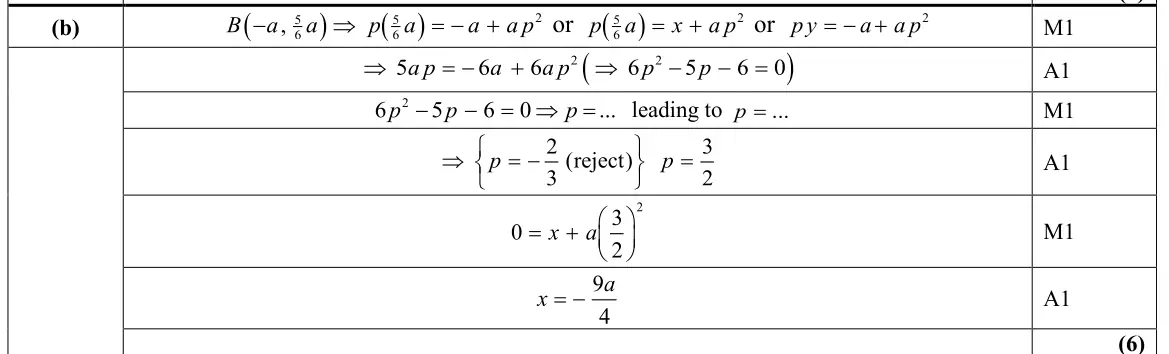 (b) B(−a, 5/6 a) ⇒ p(5/6 a) = −a + ap² or p(5/6 a) = x + ap² or py = −a + ap² M1
⇒ 5ap = −6a + 6ap² (⇒ 6p² − 5p − 6 = 0) A1
6p² − 5p − 6 = 0 ⇒ p = ... leading to p = ... M1
⇒ {p = −2/3 (reject)} p = 3/2 A1
0 = x + a(3/2)² M1
x = −9a/4 A1
(6)